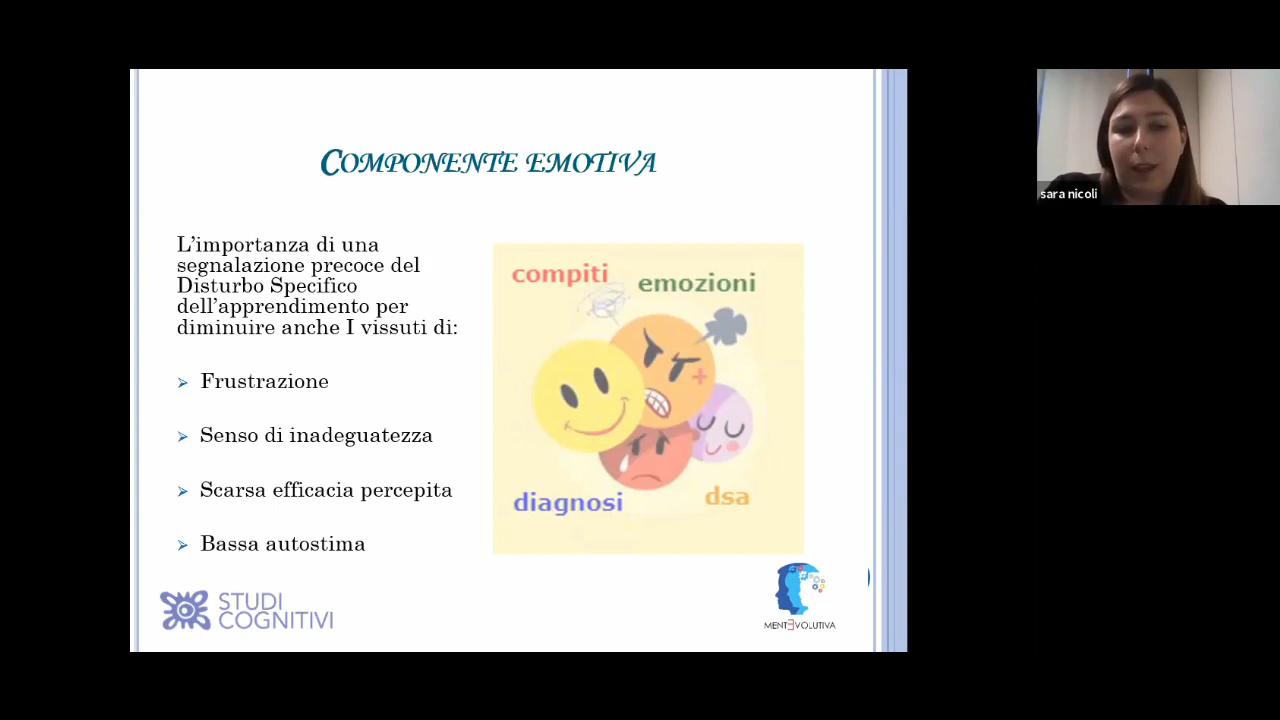 COMPONENTE EMOTIVA
L'importanza di una
segnalazione precoce del
Disturbo Specifico
dell'apprendimento per
diminuire anche I vissuti di:
Frustrazione
Senso di inadeguatezza
Scarsa efficacia percepita
Bassa autostima
compiti
emozioni
diagnosi
dsa
STUDI
COGNITIVI
MENTEVOLUTIVA
sara nicoli